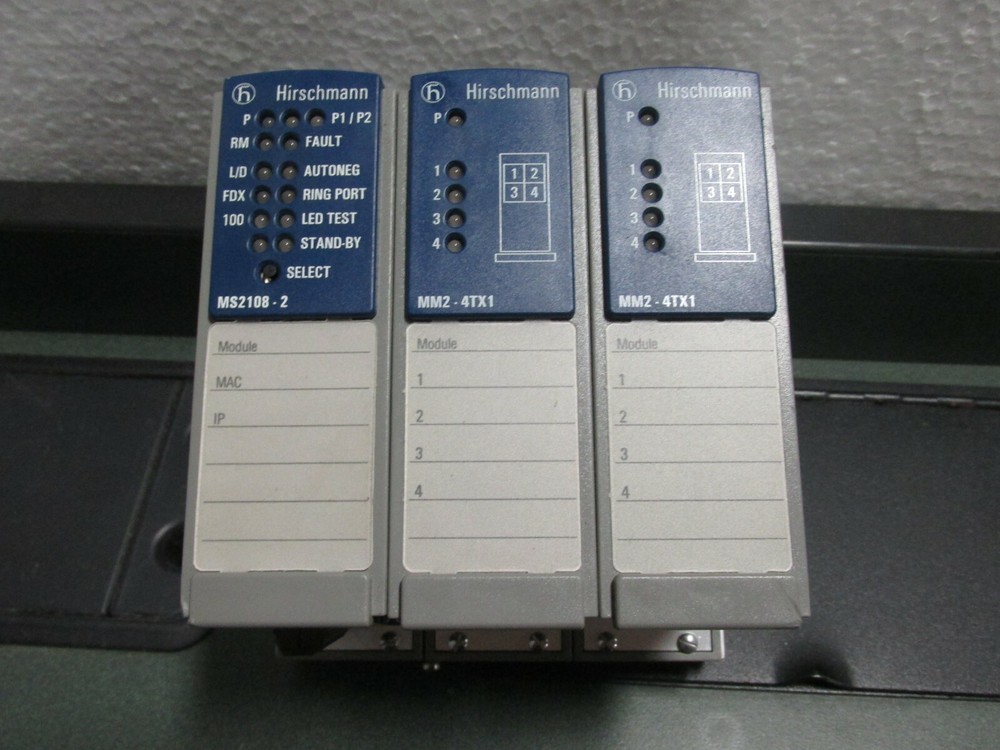 Hirschmann
P P1 / P2
RM FAULT
L/D AUTONEG
FDX RING PORT
100 LED TEST
STAND-BY
SELECT
MS2108 - 2
Module
MAC
IP
Hirschmann
P
1
2
3
4
1 2
3 4
MM2 - 4TX1
Module
1
2
3
4
Hirschmann
P
1
2
3
4
1 2
3 4
MM2 - 4TX1
Module
1
2
3
4